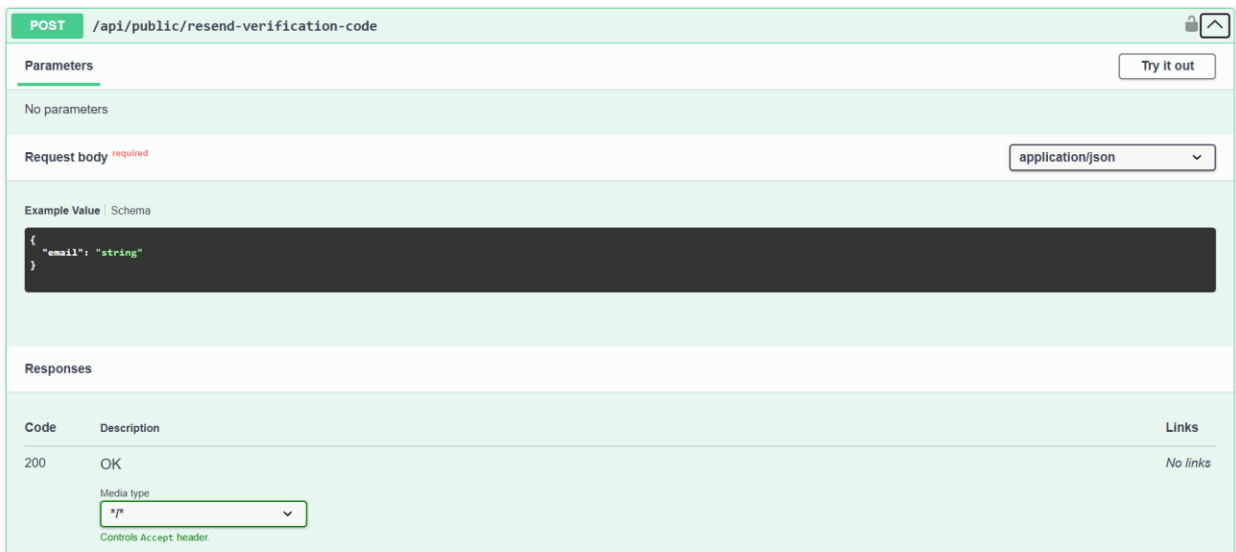 POST /api/public/resend-verification-code
Parameters Try it out
No parameters
Request body required application/json
Example Value Schema
{
"email": "string"
}
Responses
Code Description Links
200 OK No links
Media type
*/*
Controls Accept header.